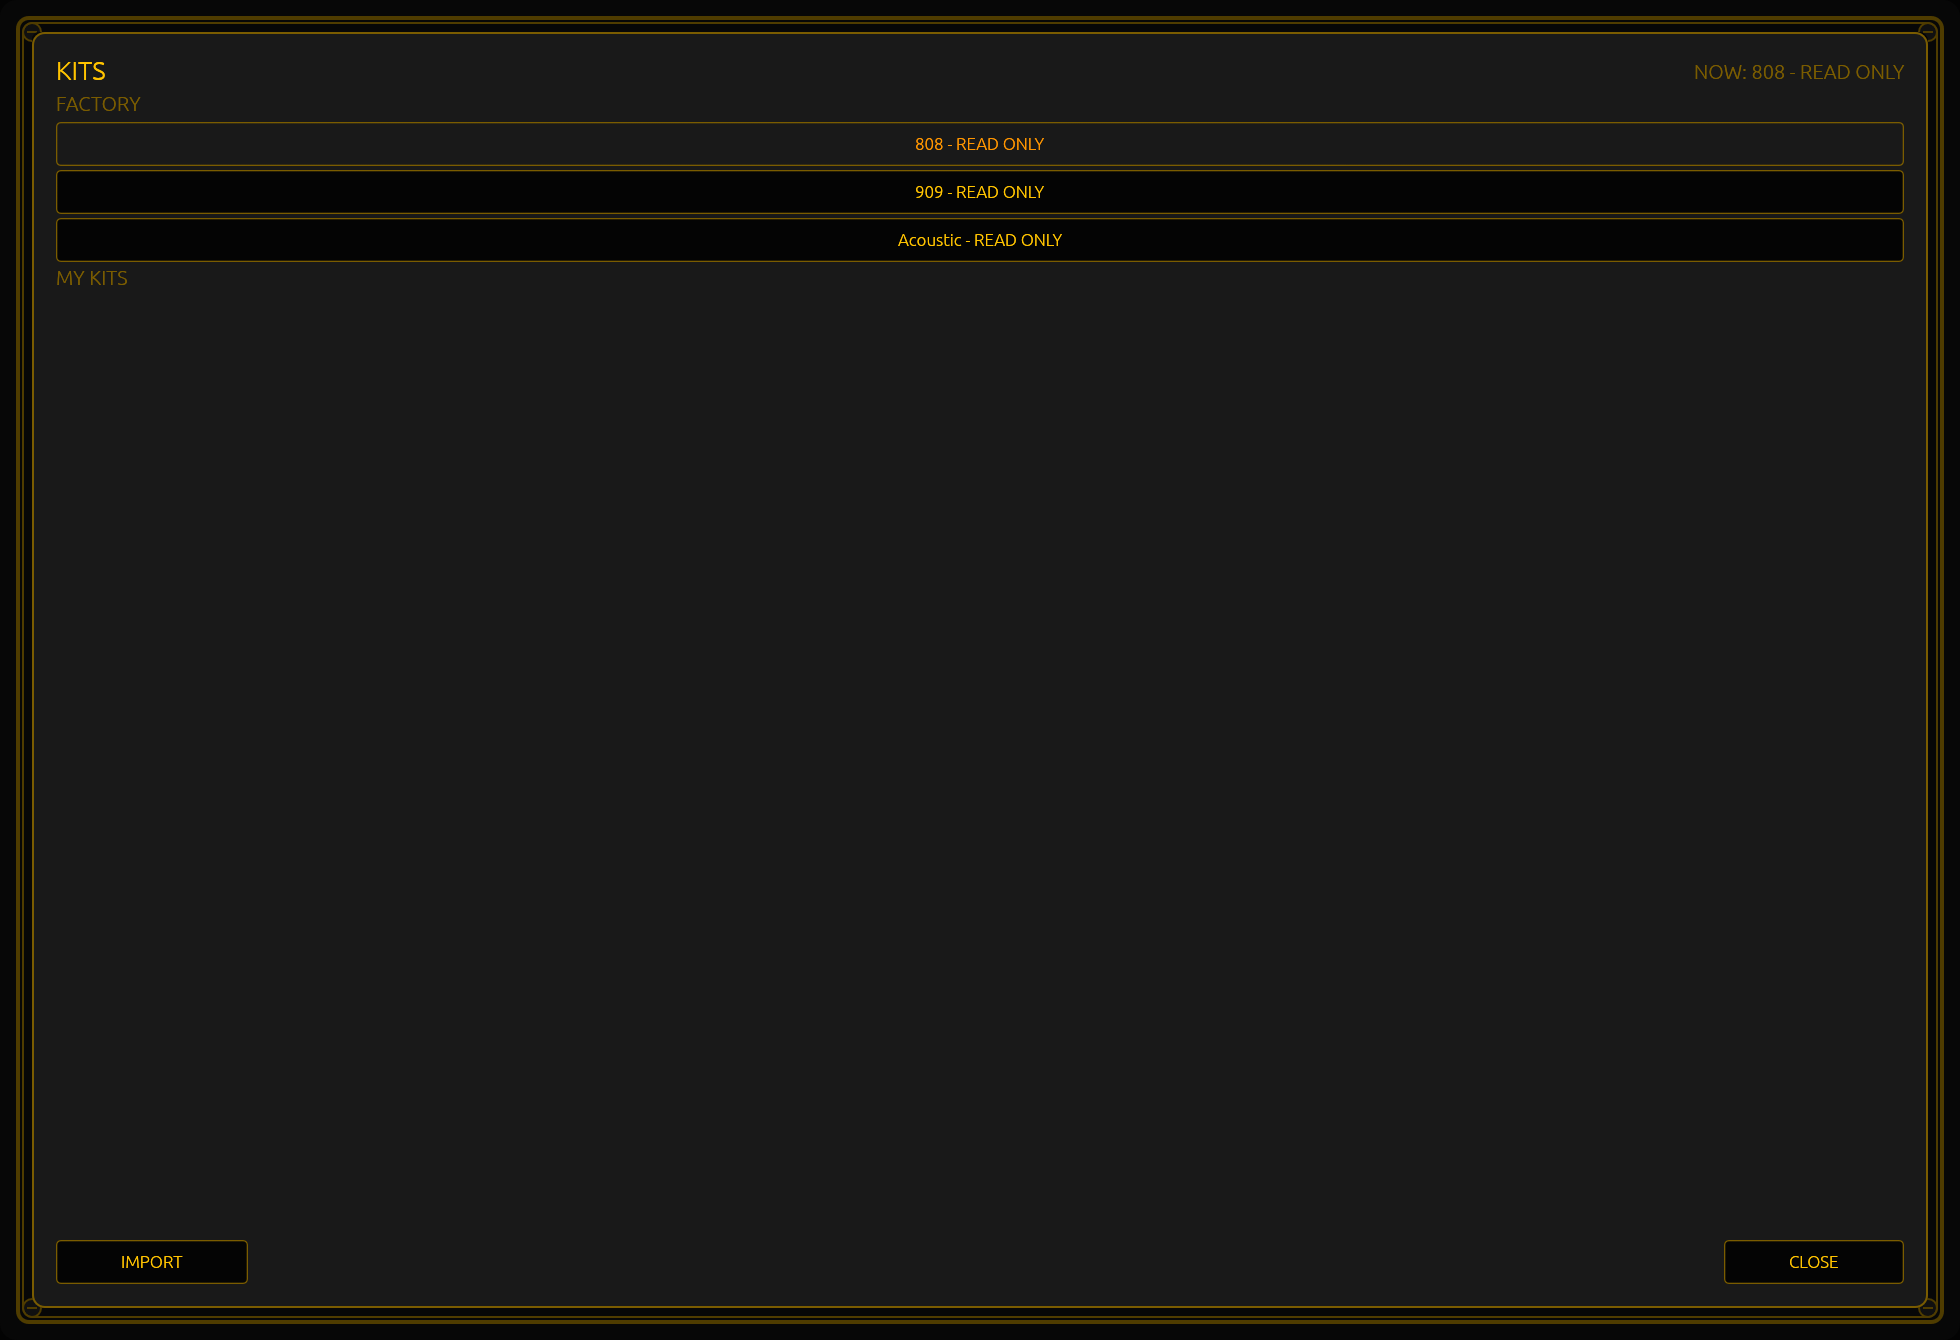 KITS
NOW: 808 - READ ONLY
FACTORY
808 - READ ONLY
909 - READ ONLY
Acoustic - READ ONLY
MY KITS
IMPORT
CLOSE